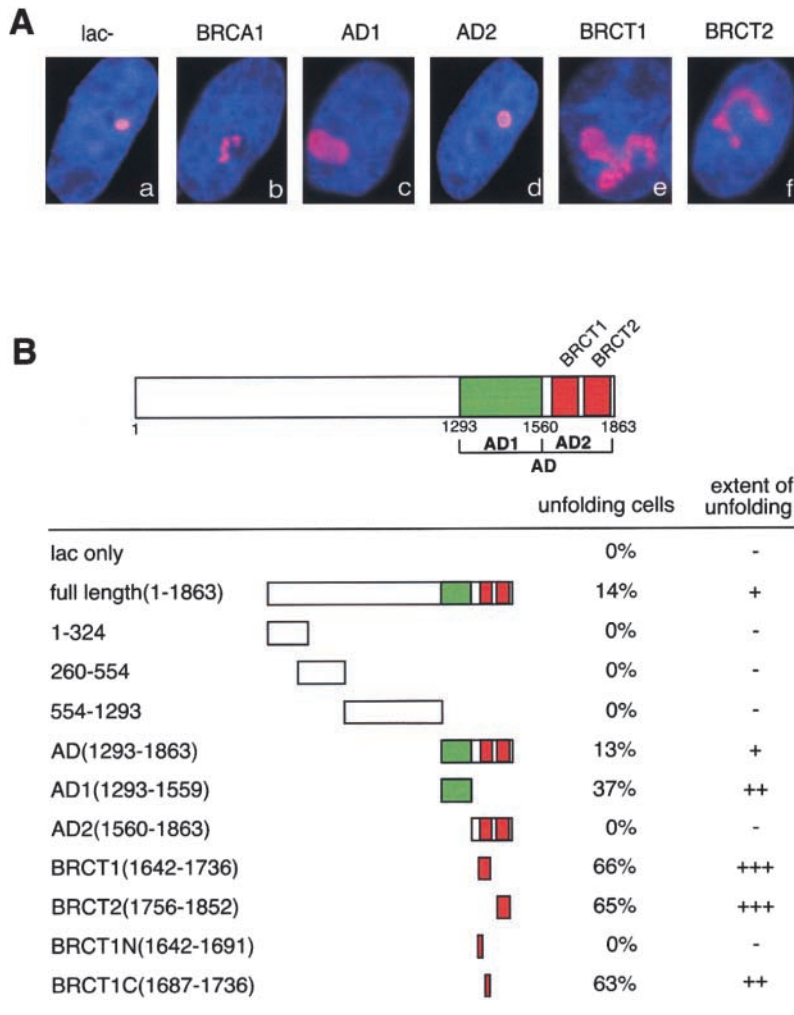 A
lac- BRCA1 AD1 AD2 BRCT1 BRCT2
a b c d e f
B
BRCT1 BRCT2
1 1293 1560 1863
AD1 AD2
AD
unfolding cells extent of unfolding
lac only 0% -
full length(1-1863) 14% +
1-324 0% -
260-554 0% -
554-1293 0% -
AD(1293-1863) 13% +
AD1(1293-1559) 37% ++
AD2(1560-1863) 0% -
BRCT1(1642-1736) 66% +++
BRCT2(1756-1852) 65% +++
BRCT1N(1642-1691) 0% -
BRCT1C(1687-1736) 63% ++